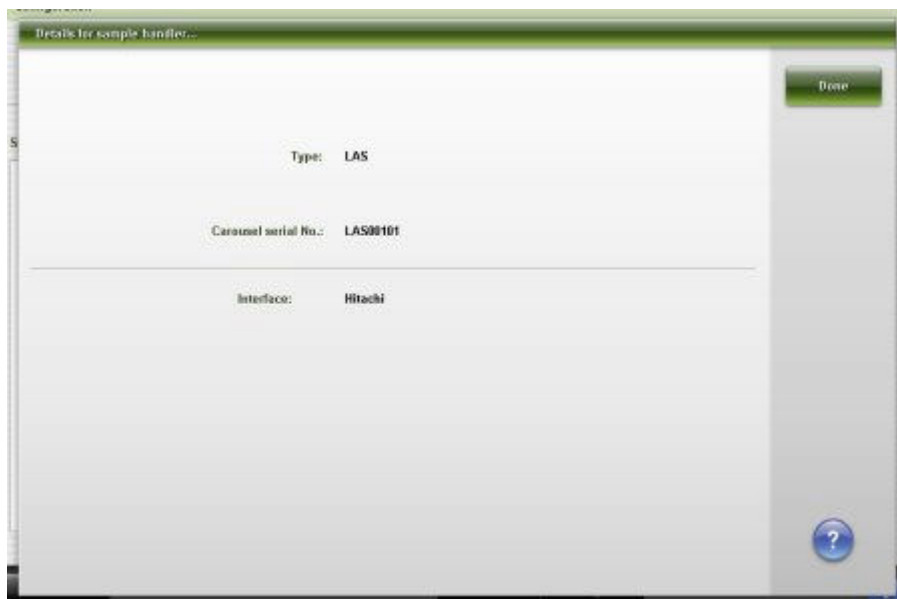 Details for sample handler...
Done
Type: LAS
Carousel serial No.: LAS00101
Interface: Hitachi
?